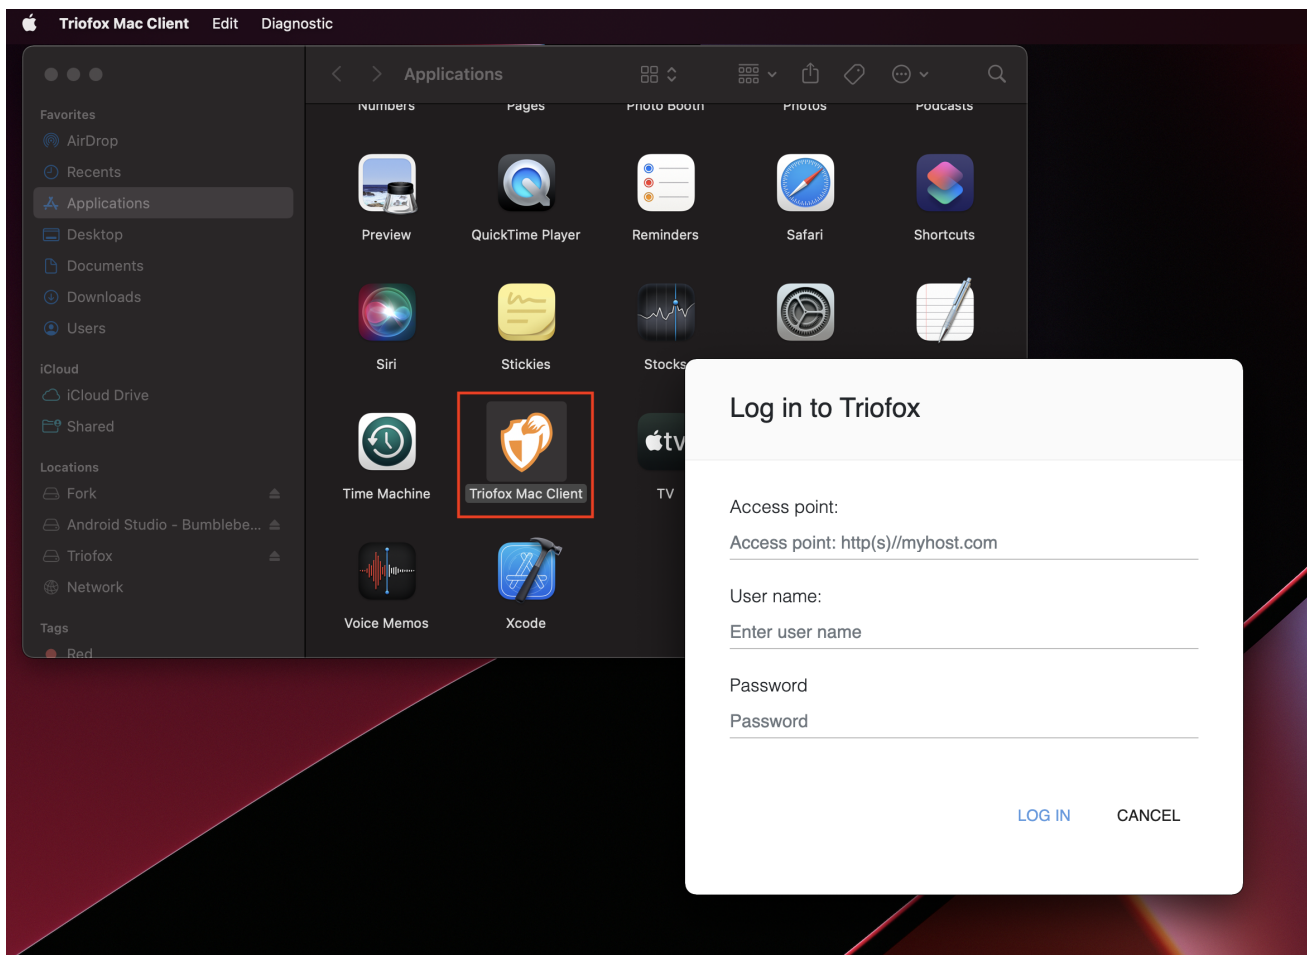 Triofox Mac Client Edit Diagnostic
Applications
Favorites
AirDrop
Recents
Applications
Desktop
Documents
Downloads
Users
iCloud
iCloud Drive
Shared
Locations
Fork
Android Studio - Bumblebe...
Triofox
Network
Tags
Red
Numbers Pages Photo Booth Photos Podcasts
Preview QuickTime Player Reminders Safari Shortcuts
Siri Stickies Stocks
tv
Time Machine Triofox Mac Client TV
Voice Memos Xcode
Log in to Triofox
Access point:
Access point: http(s)//myhost.com
User name:
Enter user name
Password
Password
LOG IN CANCEL